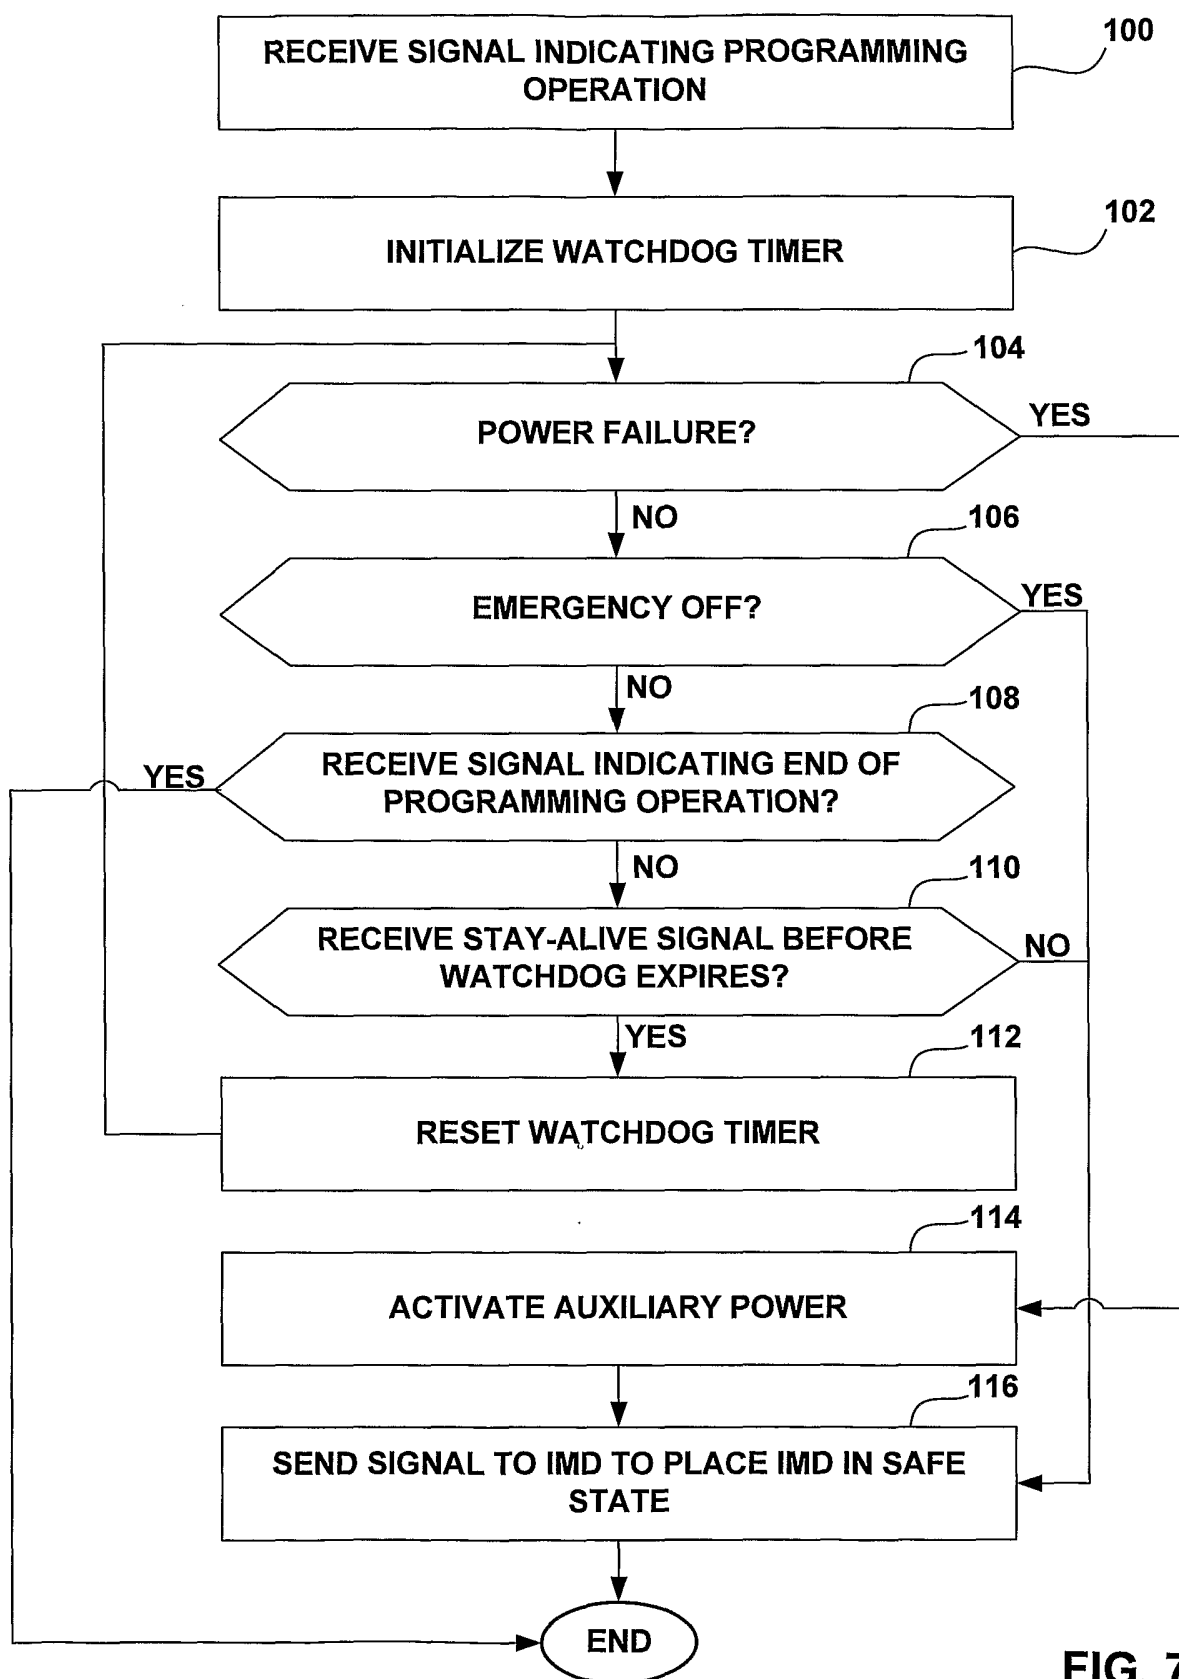 RECEIVE SIGNAL INDICATING PROGRAMMING
OPERATION
100
INITIALIZE WATCHDOG TIMER
102
104
POWER FAILURE?
YES
NO
106
EMERGENCY OFF?
YES
NO
108
YES
RECEIVE SIGNAL INDICATING END OF
PROGRAMMING OPERATION?
NO
110
RECEIVE STAY-ALIVE SIGNAL BEFORE
WATCHDOG EXPIRES?
NO
YES
112
RESET WATCHDOG TIMER
114
ACTIVATE AUXILIARY POWER
116
SEND SIGNAL TO IMD TO PLACE IMD IN SAFE
STATE
END
FIG. 7